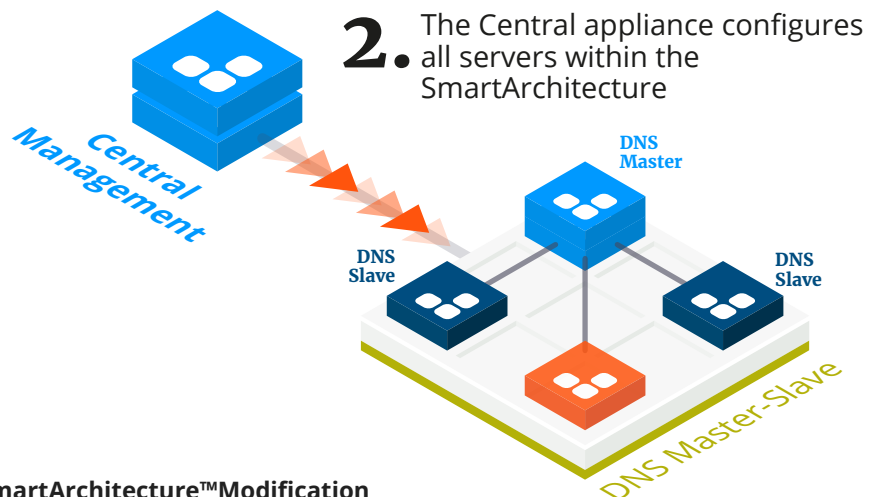 2. The Central appliance configures
all servers within the
SmartArchitecture
Central
Management
DNS
Master
DNS
Slave
DNS
Slave
DNS Master-Slave
martArchitecture™Modification